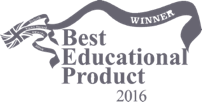 WINNER
Best
Educational
Product
2016